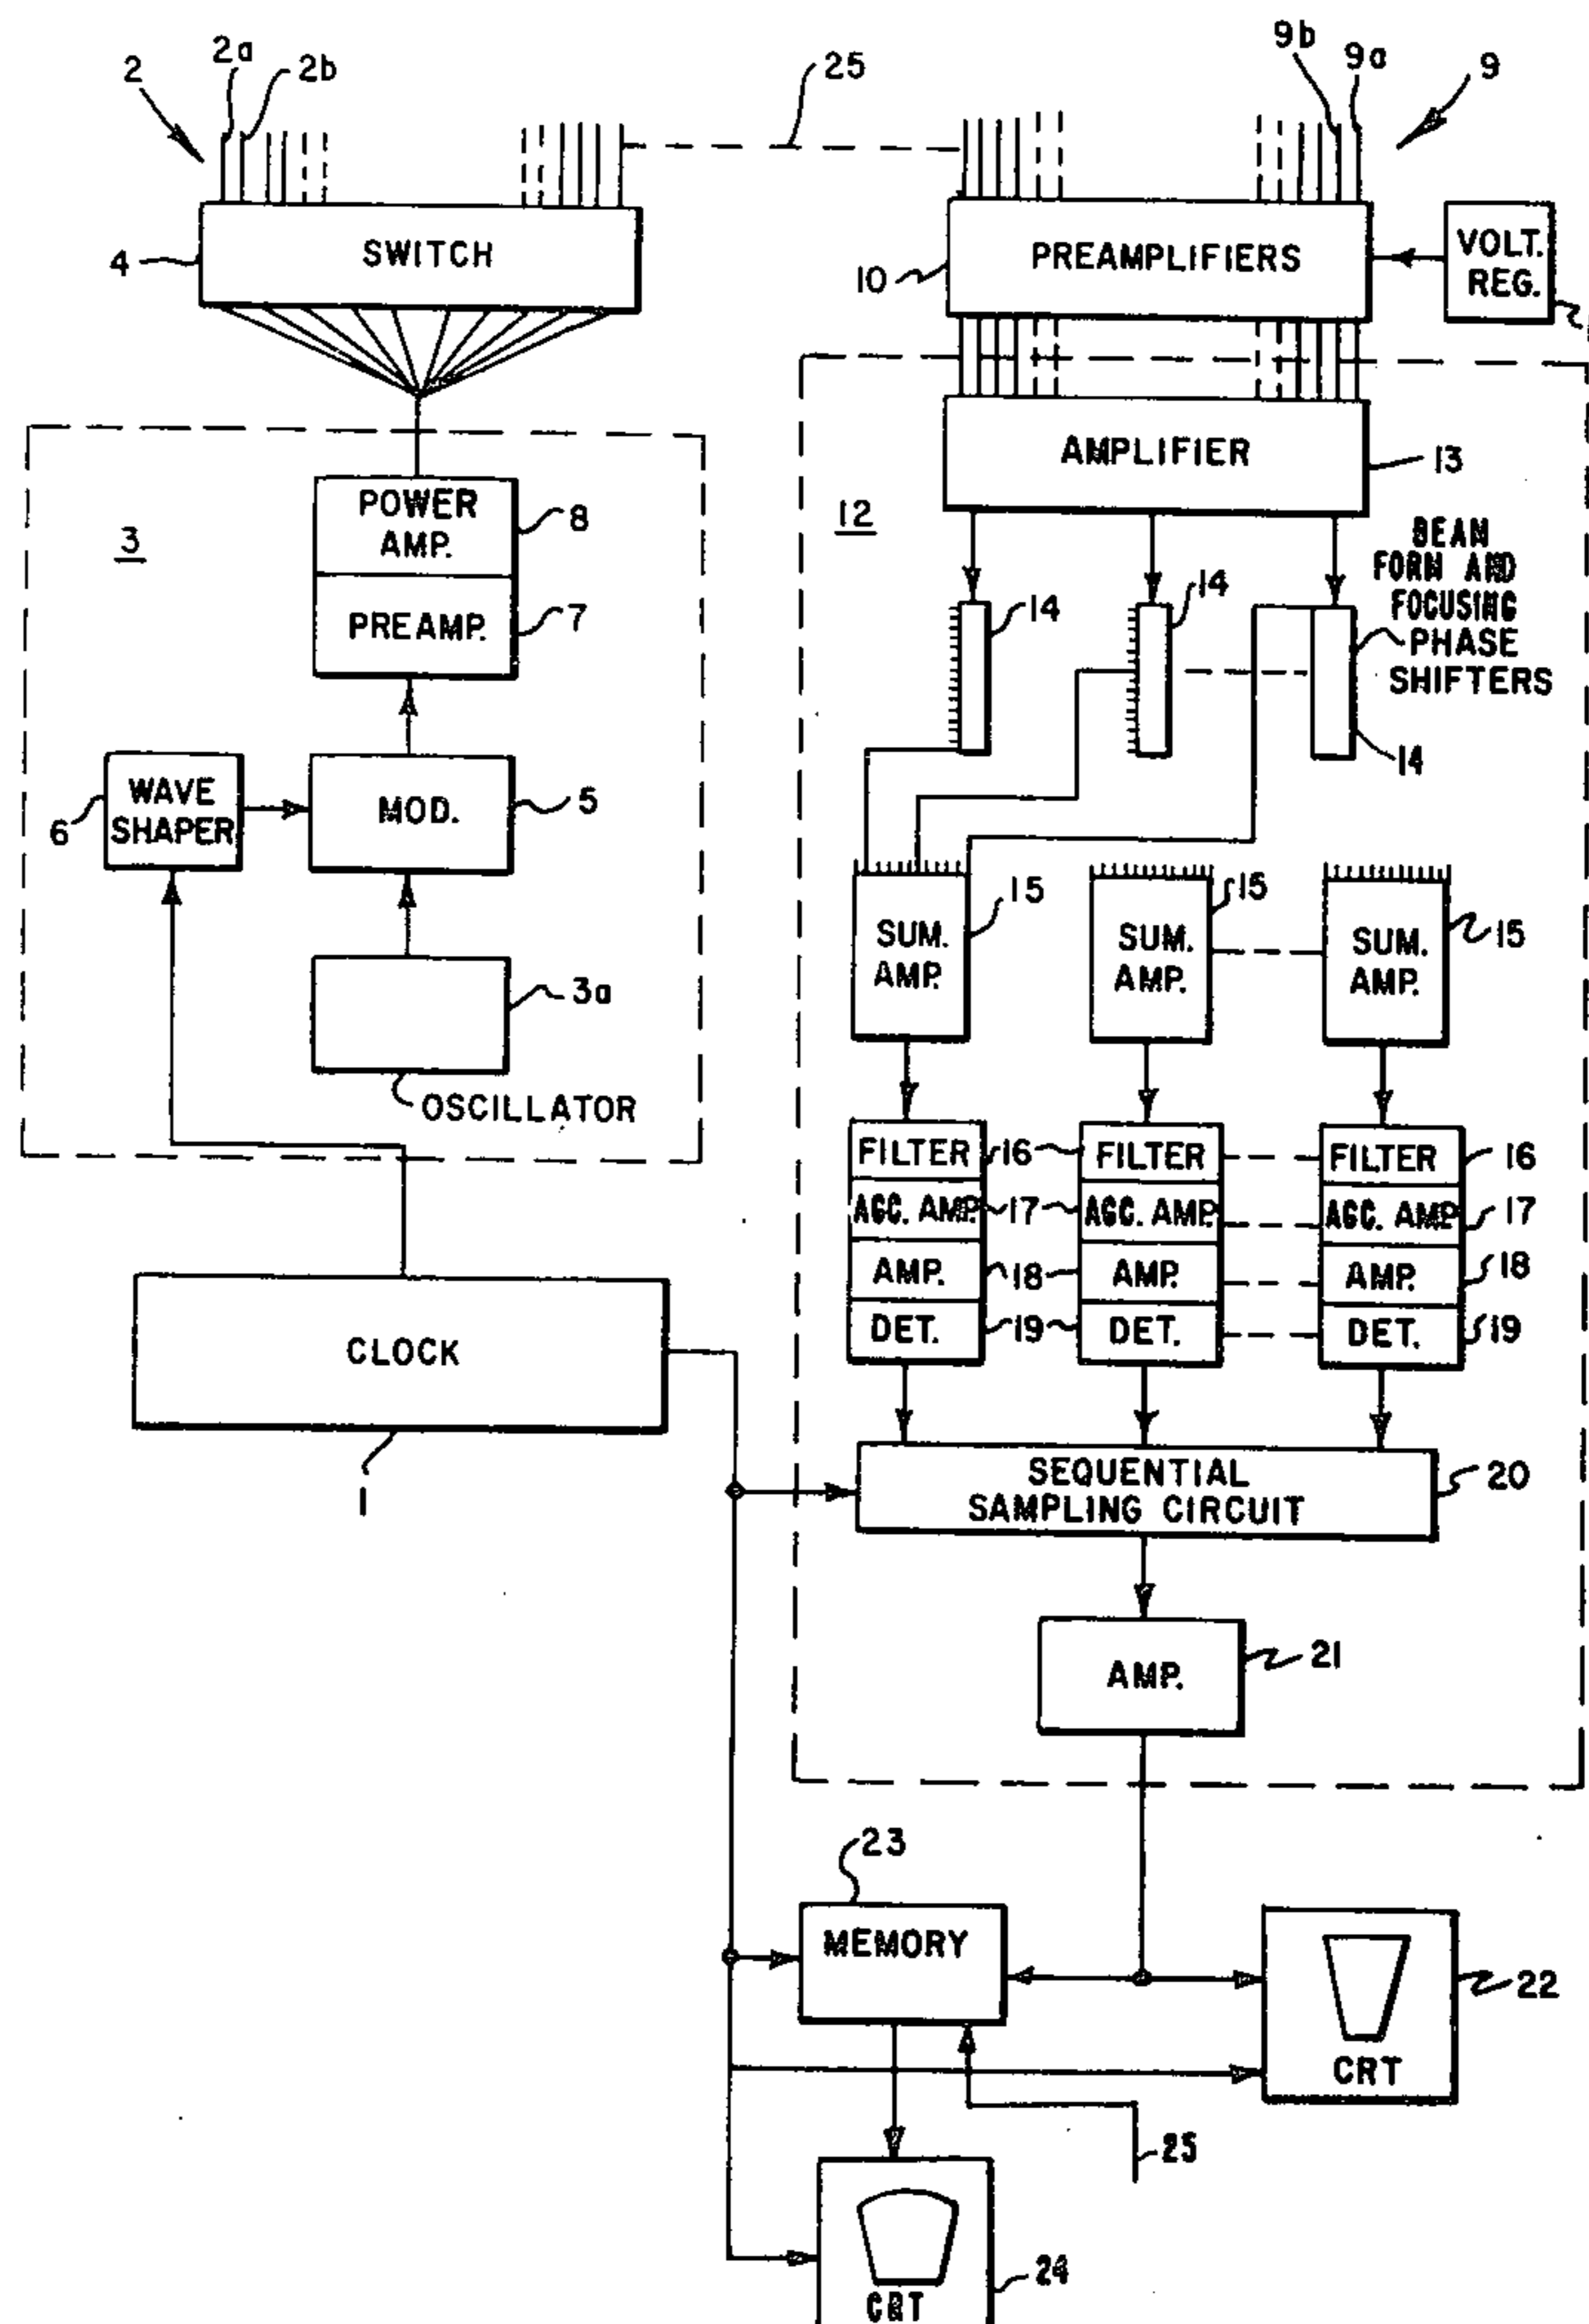 2
2a
2b
25
9b
9a
9
4
SWITCH
10
PREAMPLIFIERS
VOLT.
REG.
3
POWER
AMP.
8
PREAMP.
7
12
AMPLIFIER
13
14
14
BEAM
FORM AND
FOCUSING
PHASE
SHIFTERS
14
6
WAVE
SHAPER
MOD.
5
3a
OSCILLATOR
SUM.
AMP.
15
SUM.
AMP.
15
SUM.
AMP.
15
FILTER
16
FILTER
FILTER
16
AGC. AMP.
17
AGC. AMP.
AGC. AMP
17
AMP.
18
AMP.
AMP.
18
DET.
19
DET.
DET.
19
CLOCK
1
SEQUENTIAL
SAMPLING CIRCUIT
20
AMP.
21
23
MEMORY
CRT
22
25
CRT
24